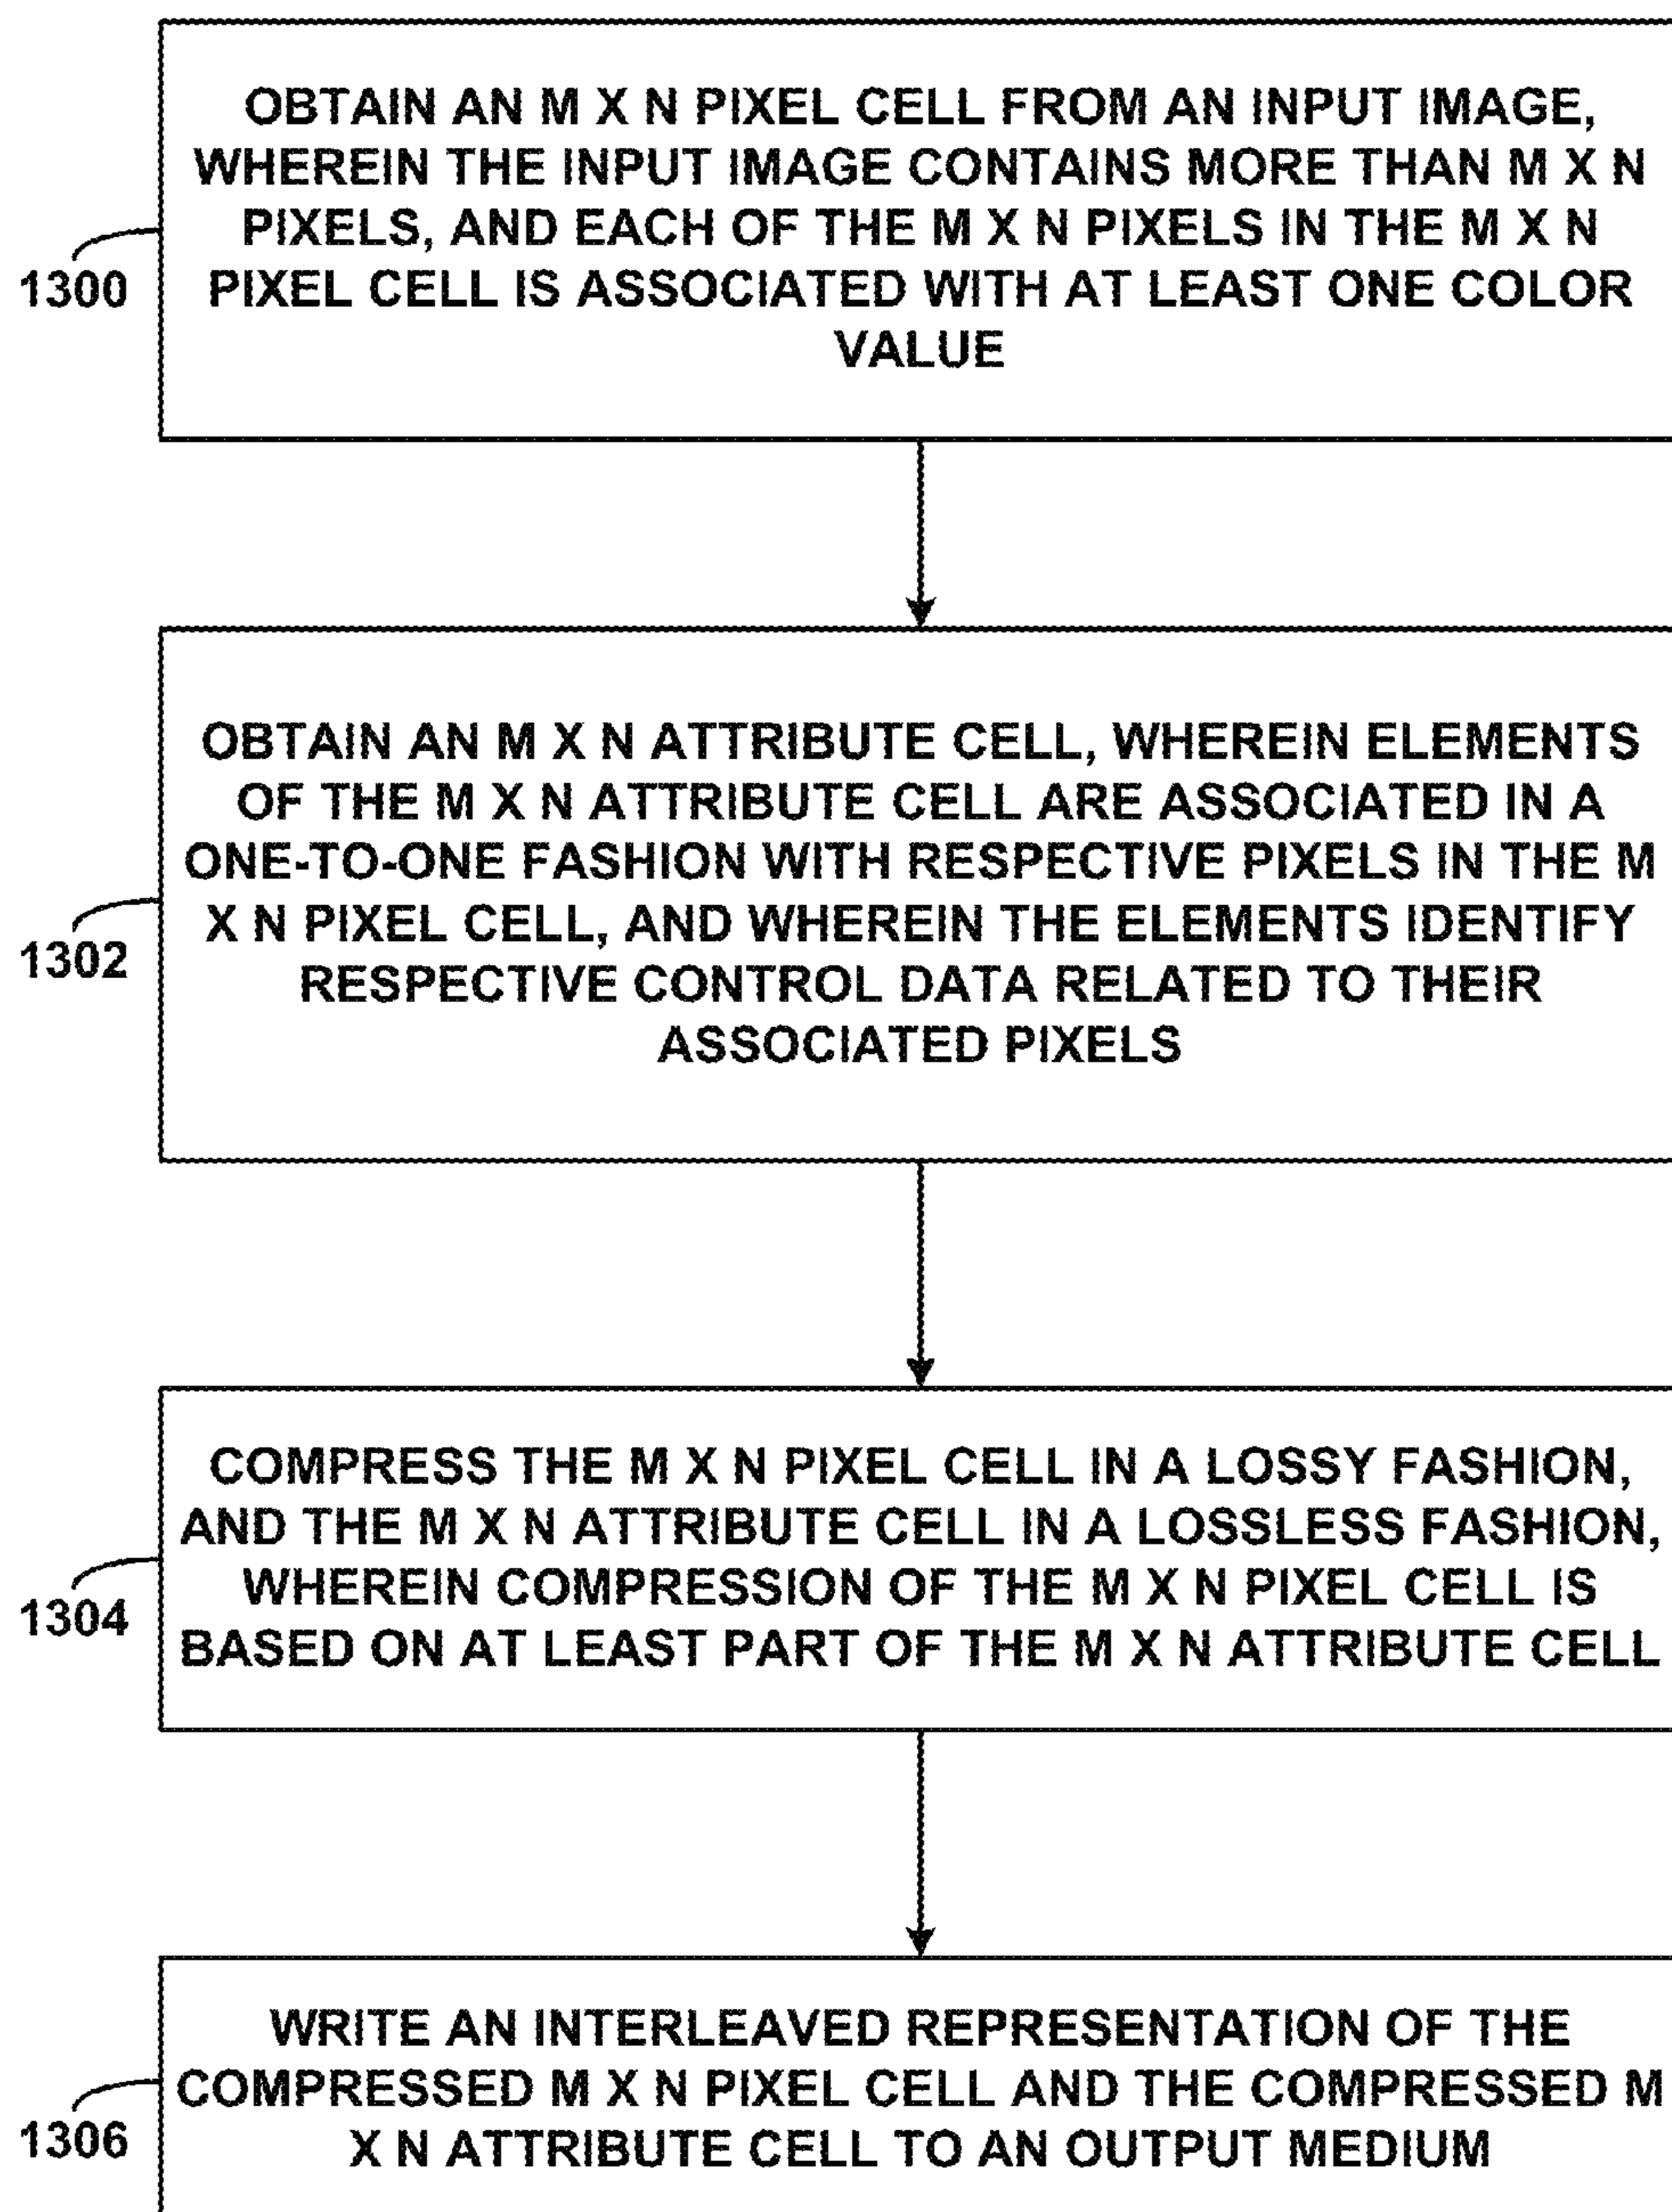 OBTAIN AN M X N PIXEL CELL FROM AN INPUT IMAGE,
WHEREIN THE INPUT IMAGE CONTAINS MORE THAN M X N
PIXELS, AND EACH OF THE M X N PIXELS IN THE M X N
PIXEL CELL IS ASSOCIATED WITH AT LEAST ONE COLOR
VALUE
1300
OBTAIN AN M X N ATTRIBUTE CELL, WHEREIN ELEMENTS
OF THE M X N ATTRIBUTE CELL ARE ASSOCIATED IN A
ONE-TO-ONE FASHION WITH RESPECTIVE PIXELS IN THE M
X N PIXEL CELL, AND WHEREIN THE ELEMENTS IDENTIFY
RESPECTIVE CONTROL DATA RELATED TO THEIR
ASSOCIATED PIXELS
1302
COMPRESS THE M X N PIXEL CELL IN A LOSSY FASHION,
AND THE M X N ATTRIBUTE CELL IN A LOSSLESS FASHION,
WHEREIN COMPRESSION OF THE M X N PIXEL CELL IS
BASED ON AT LEAST PART OF THE M X N ATTRIBUTE CELL
1304
WRITE AN INTERLEAVED REPRESENTATION OF THE
COMPRESSED M X N PIXEL CELL AND THE COMPRESSED M
X N ATTRIBUTE CELL TO AN OUTPUT MEDIUM
1306